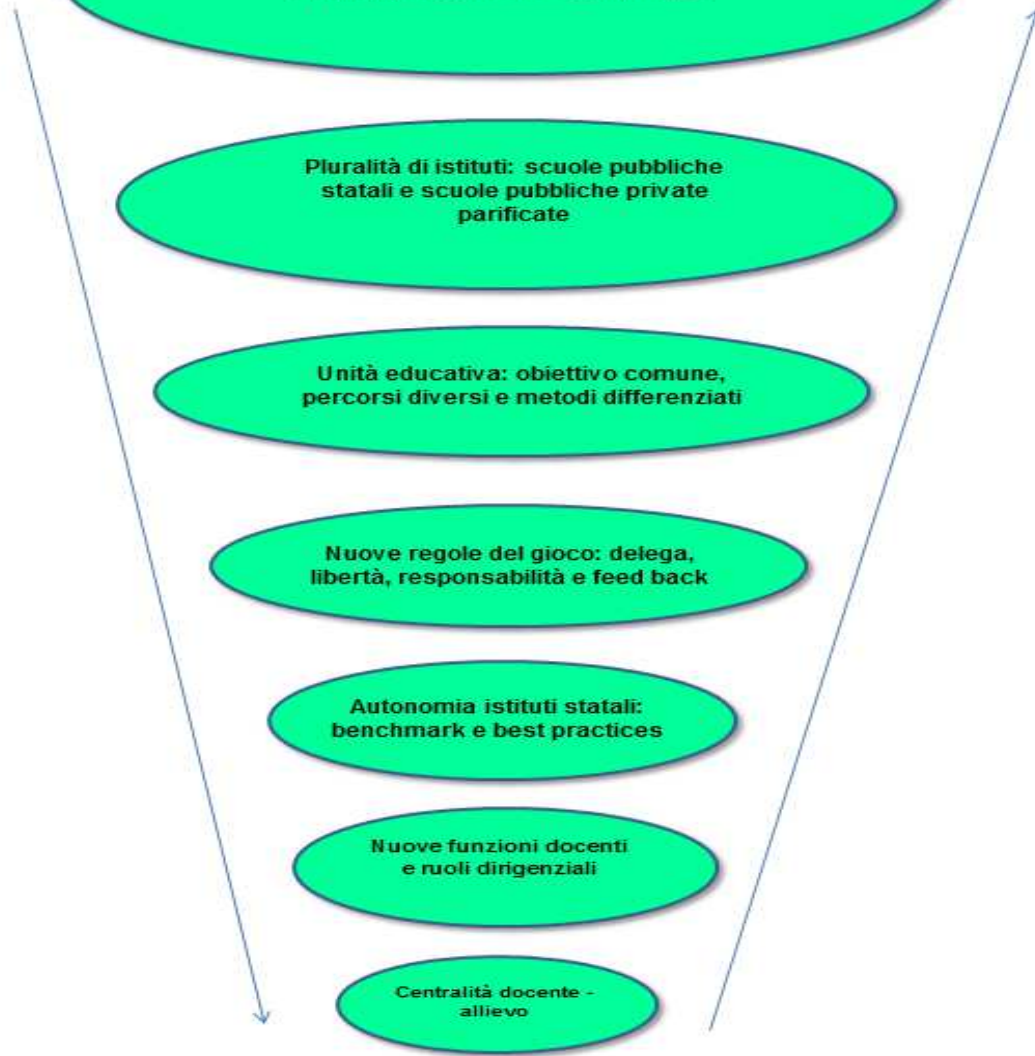 Pluralità di istituti: scuole pubbliche
statali e scuole pubbliche private
parificate
Unità educativa: obiettivo comune,
percorsi diversi e metodi differenziati
Nuove regole del gioco: delega,
libertà, responsabilità e feed back
Autonomia istituti statali:
benchmark e best practices
Nuove funzioni docenti
e ruoli dirigenziali
Centralità docente -
allievo